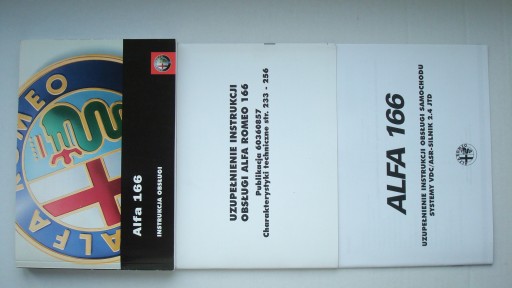 ALFA ROMEO
Alfa 166
INSTRUKCJA OBSŁUGI
UZUPEŁNIENIE INSTRUKCJI
OBSŁUGI ALFA ROMEO 166
Publikacja 60360857
Charakterystyki techniczne str. 233 - 256
ALFA 166
UZUPEŁNIENIE INSTRUKCJI OBSŁUGI SAMOCHODU
SYSTEMY VDC/ASR-SILNIK 2.4 JTD